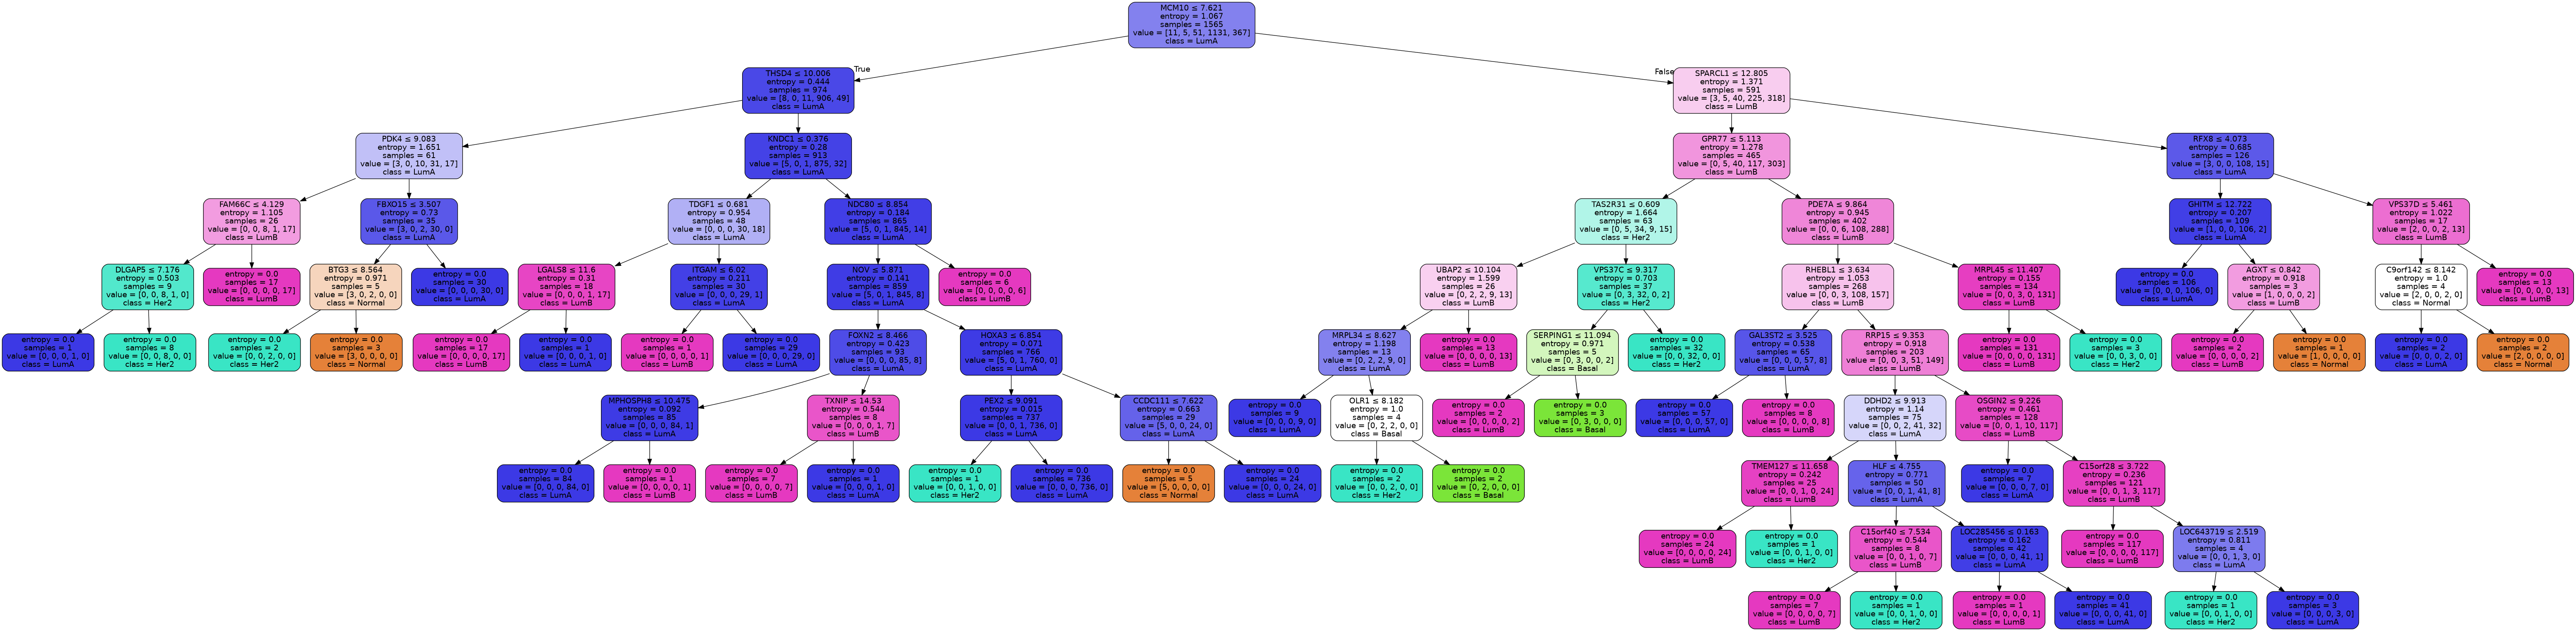 MCM10 ≤ 7.621
entropy = 1.067
samples = 1565
value = [11, 5, 51, 1131, 367]
class = LumA
True
False
THSD4 ≤ 10.006
entropy = 0.444
samples = 974
value = [8, 0, 11, 906, 49]
class = LumA
SPARCL1 ≤ 12.805
entropy = 1.371
samples = 591
value = [3, 5, 40, 225, 318]
class = LumB
PDK4 ≤ 9.083
entropy = 1.651
samples = 61
value = [3, 0, 10, 31, 17]
class = LumA
KNDC1 ≤ 0.376
entropy = 0.28
samples = 913
value = [5, 0, 1, 875, 32]
class = LumA
GPR77 ≤ 5.113
entropy = 1.278
samples = 465
value = [0, 5, 40, 117, 303]
class = LumB
RFX8 ≤ 4.073
entropy = 0.685
samples = 126
value = [3, 0, 0, 108, 15]
class = LumA
FAM66C ≤ 4.129
entropy = 1.105
samples = 26
value = [0, 0, 8, 1, 17]
class = LumB
FBXO15 ≤ 3.507
entropy = 0.73
samples = 35
value = [3, 0, 2, 30, 0]
class = LumA
TDGF1 ≤ 0.681
entropy = 0.954
samples = 48
value = [0, 0, 0, 30, 18]
class = LumA
NDC80 ≤ 8.854
entropy = 0.184
samples = 865
value = [5, 0, 1, 845, 14]
class = LumA
TAS2R31 ≤ 0.609
entropy = 1.664
samples = 63
value = [0, 5, 34, 9, 15]
class = Her2
PDE7A ≤ 9.864
entropy = 0.945
samples = 402
value = [0, 0, 6, 108, 288]
class = LumB
GHITM ≤ 12.722
entropy = 0.207
samples = 109
value = [1, 0, 0, 106, 2]
class = LumA
VPS37D ≤ 5.461
entropy = 1.022
samples = 17
value = [2, 0, 0, 2, 13]
class = LumB
DLGAP5 ≤ 7.176
entropy = 0.503
samples = 9
value = [0, 0, 8, 1, 0]
class = Her2
entropy = 0.0
samples = 17
value = [0, 0, 0, 0, 17]
class = LumB
BTG3 ≤ 8.564
entropy = 0.971
samples = 5
value = [3, 0, 2, 0, 0]
class = Normal
entropy = 0.0
samples = 30
value = [0, 0, 0, 30, 0]
class = LumA
LGALS8 ≤ 11.6
entropy = 0.31
samples = 18
value = [0, 0, 0, 1, 17]
class = LumB
ITGAM ≤ 6.02
entropy = 0.211
samples = 30
value = [0, 0, 0, 29, 1]
class = LumA
NOV ≤ 5.871
entropy = 0.141
samples = 859
value = [5, 0, 1, 845, 8]
class = LumA
entropy = 0.0
samples = 6
value = [0, 0, 0, 0, 6]
class = LumB
UBAP2 ≤ 10.104
entropy = 1.599
samples = 26
value = [0, 2, 2, 9, 13]
class = LumB
VPS37C ≤ 9.317
entropy = 0.703
samples = 37
value = [0, 3, 32, 0, 2]
class = Her2
RHEBL1 ≤ 3.634
entropy = 1.053
samples = 268
value = [0, 0, 3, 108, 157]
class = LumB
MRPL45 ≤ 11.407
entropy = 0.155
samples = 134
value = [0, 0, 3, 0, 131]
class = LumB
entropy = 0.0
samples = 106
value = [0, 0, 0, 106, 0]
class = LumA
AGXT ≤ 0.842
entropy = 0.918
samples = 3
value = [1, 0, 0, 0, 2]
class = LumB
C9orf142 ≤ 8.142
entropy = 1.0
samples = 4
value = [2, 0, 0, 2, 0]
class = Normal
entropy = 0.0
samples = 13
value = [0, 0, 0, 0, 13]
class = LumB
entropy = 0.0
samples = 1
value = [0, 0, 0, 1, 0]
class = LumA
entropy = 0.0
samples = 8
value = [0, 0, 8, 0, 0]
class = Her2
entropy = 0.0
samples = 2
value = [0, 0, 2, 0, 0]
class = Her2
entropy = 0.0
samples = 3
value = [3, 0, 0, 0, 0]
class = Normal
entropy = 0.0
samples = 17
value = [0, 0, 0, 0, 17]
class = LumB
entropy = 0.0
samples = 1
value = [0, 0, 0, 1, 0]
class = LumA
entropy = 0.0
samples = 1
value = [0, 0, 0, 0, 1]
class = LumB
entropy = 0.0
samples = 29
value = [0, 0, 0, 29, 0]
class = LumA
FOXN2 ≤ 8.466
entropy = 0.423
samples = 93
value = [0, 0, 0, 85, 8]
class = LumA
HOXA3 ≤ 6.854
entropy = 0.071
samples = 766
value = [5, 0, 1, 760, 0]
class = LumA
MRPL34 ≤ 8.627
entropy = 1.198
samples = 13
value = [0, 2, 2, 9, 0]
class = LumA
entropy = 0.0
samples = 13
value = [0, 0, 0, 0, 13]
class = LumB
SERPING1 ≤ 11.094
entropy = 0.971
samples = 5
value = [0, 3, 0, 0, 2]
class = Basal
entropy = 0.0
samples = 32
value = [0, 0, 32, 0, 0]
class = Her2
GAL3ST2 ≤ 3.525
entropy = 0.538
samples = 65
value = [0, 0, 0, 57, 8]
class = LumA
RRP15 ≤ 9.353
entropy = 0.918
samples = 203
value = [0, 0, 3, 51, 149]
class = LumB
entropy = 0.0
samples = 131
value = [0, 0, 0, 0, 131]
class = LumB
entropy = 0.0
samples = 3
value = [0, 0, 3, 0, 0]
class = Her2
entropy = 0.0
samples = 2
value = [0, 0, 0, 0, 2]
class = LumB
entropy = 0.0
samples = 1
value = [1, 0, 0, 0, 0]
class = Normal
entropy = 0.0
samples = 2
value = [0, 0, 0, 2, 0]
class = LumA
entropy = 0.0
samples = 2
value = [2, 0, 0, 0, 0]
class = Normal
MPHOSPH8 ≤ 10.475
entropy = 0.092
samples = 85
value = [0, 0, 0, 84, 1]
class = LumA
TXNIP ≤ 14.53
entropy = 0.544
samples = 8
value = [0, 0, 0, 1, 7]
class = LumB
PEX2 ≤ 9.091
entropy = 0.015
samples = 737
value = [0, 0, 1, 736, 0]
class = LumA
CCDC111 ≤ 7.622
entropy = 0.663
samples = 29
value = [5, 0, 0, 24, 0]
class = LumA
entropy = 0.0
samples = 9
value = [0, 0, 0, 9, 0]
class = LumA
OLR1 ≤ 8.182
entropy = 1.0
samples = 4
value = [0, 2, 2, 0, 0]
class = Basal
entropy = 0.0
samples = 2
value = [0, 0, 0, 0, 2]
class = LumB
entropy = 0.0
samples = 3
value = [0, 3, 0, 0, 0]
class = Basal
entropy = 0.0
samples = 57
value = [0, 0, 0, 57, 0]
class = LumA
entropy = 0.0
samples = 8
value = [0, 0, 0, 0, 8]
class = LumB
DDHD2 ≤ 9.913
entropy = 1.14
samples = 75
value = [0, 0, 2, 41, 32]
class = LumA
OSGIN2 ≤ 9.226
entropy = 0.461
samples = 128
value = [0, 0, 1, 10, 117]
class = LumB
entropy = 0.0
samples = 84
value = [0, 0, 0, 84, 0]
class = LumA
entropy = 0.0
samples = 1
value = [0, 0, 0, 0, 1]
class = LumB
entropy = 0.0
samples = 7
value = [0, 0, 0, 0, 7]
class = LumB
entropy = 0.0
samples = 1
value = [0, 0, 0, 1, 0]
class = LumA
entropy = 0.0
samples = 1
value = [0, 0, 1, 0, 0]
class = Her2
entropy = 0.0
samples = 736
value = [0, 0, 0, 736, 0]
class = LumA
entropy = 0.0
samples = 5
value = [5, 0, 0, 0, 0]
class = Normal
entropy = 0.0
samples = 24
value = [0, 0, 0, 24, 0]
class = LumA
entropy = 0.0
samples = 2
value = [0, 0, 2, 0, 0]
class = Her2
entropy = 0.0
samples = 2
value = [0, 2, 0, 0, 0]
class = Basal
TMEM127 ≤ 11.658
entropy = 0.242
samples = 25
value = [0, 0, 1, 0, 24]
class = LumB
HLF ≤ 4.755
entropy = 0.771
samples = 50
value = [0, 0, 1, 41, 8]
class = LumA
entropy = 0.0
samples = 7
value = [0, 0, 0, 7, 0]
class = LumA
C15orf28 ≤ 3.722
entropy = 0.236
samples = 121
value = [0, 0, 1, 3, 117]
class = LumB
entropy = 0.0
samples = 24
value = [0, 0, 0, 0, 24]
class = LumB
entropy = 0.0
samples = 1
value = [0, 0, 1, 0, 0]
class = Her2
C15orf40 ≤ 7.534
entropy = 0.544
samples = 8
value = [0, 0, 1, 0, 7]
class = LumB
LOC285456 ≤ 0.163
entropy = 0.162
samples = 42
value = [0, 0, 0, 41, 1]
class = LumA
entropy = 0.0
samples = 117
value = [0, 0, 0, 0, 117]
class = LumB
LOC643719 ≤ 2.519
entropy = 0.811
samples = 4
value = [0, 0, 1, 3, 0]
class = LumA
entropy = 0.0
samples = 7
value = [0, 0, 0, 0, 7]
class = LumB
entropy = 0.0
samples = 1
value = [0, 0, 1, 0, 0]
class = Her2
entropy = 0.0
samples = 1
value = [0, 0, 0, 0, 1]
class = LumB
entropy = 0.0
samples = 41
value = [0, 0, 0, 41, 0]
class = LumA
entropy = 0.0
samples = 1
value = [0, 0, 1, 0, 0]
class = Her2
entropy = 0.0
samples = 3
value = [0, 0, 0, 3, 0]
class = LumA